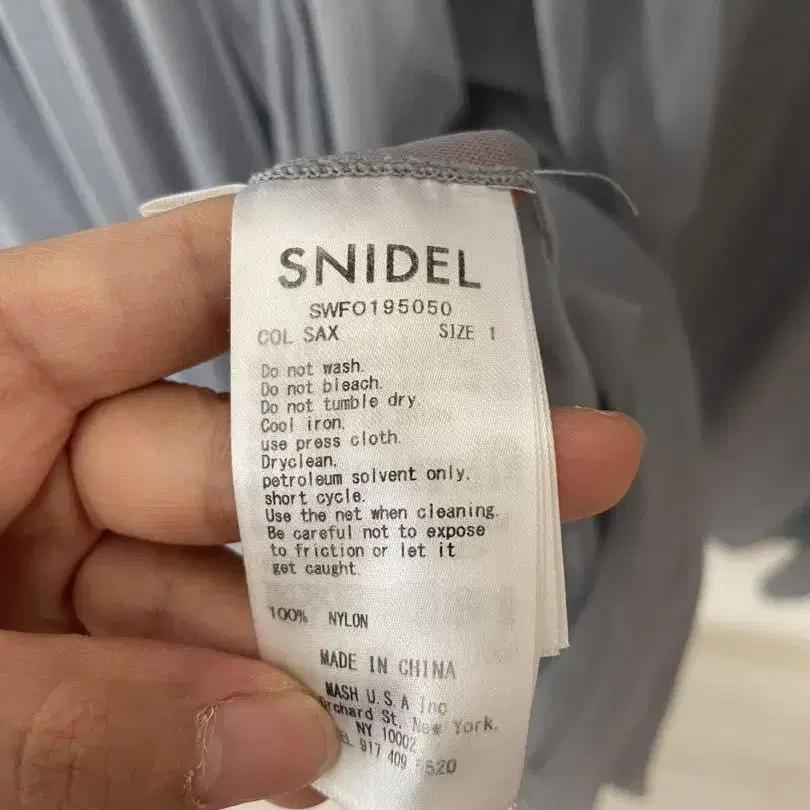 SNIDEL
SWFO195050
COL SAX SIZE 1
Do not wash.
Do not bleach.
Do not tumble dry.
Cool iron.
use press cloth.
Dryclean.
petroleum solvent only.
short cycle.
Use the net when cleaning.
Be careful not to expose
to friction or let it
get caught.
100% NYLON
MADE IN CHINA
MASH U.S.A Inc
St. New York.
NY 10002
917 409 5520